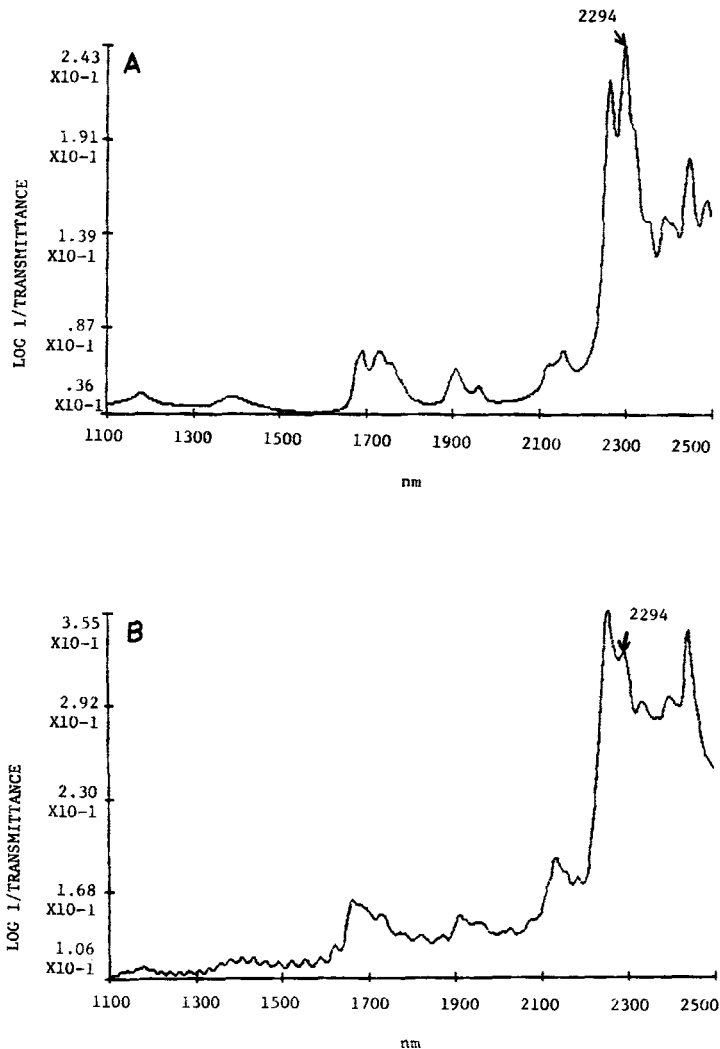 2294
A
2.43
X10-1
1.91
X10-1
1.39
X10-1
.87
X10-1
.36
X10-1
LOG 1/TRANSMITTANCE
1100 1300 1500 1700 1900 2100 2300 2500
nm
2294
B
3.55
X10-1
2.92
X10-1
2.30
X10-1
1.68
X10-1
1.06
X10-1
LOG 1/TRANSMITTANCE
1100 1300 1500 1700 1900 2100 2300 2500
nm